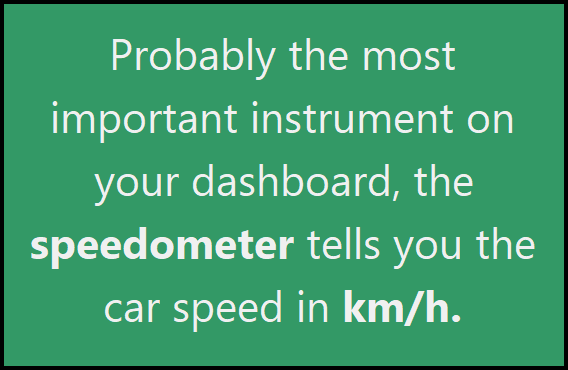 Probably the most
important instrument on
your dashboard, the
speedometer tells you the
car speed in km/h.